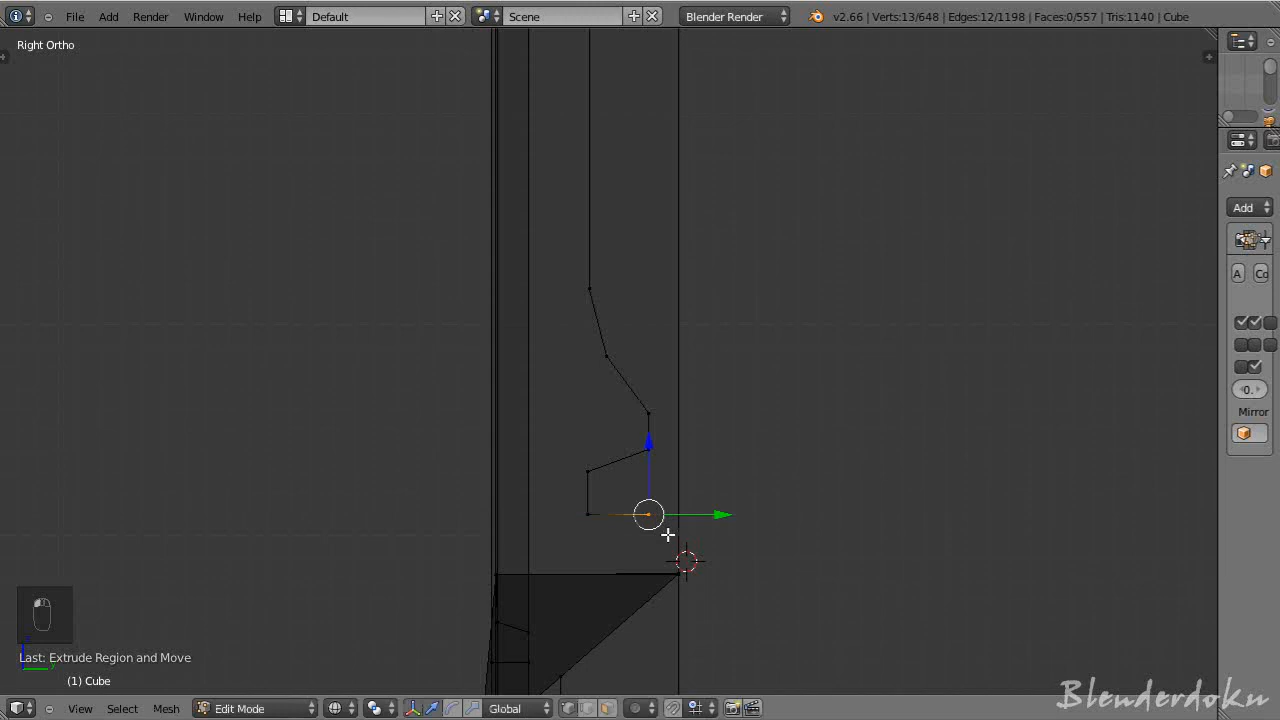 File Add Render Window Help Default Scene Blender Render v2.66 | Verts:13/648 | Edges:12/1198 | Faces:0/557 | Tris:1140 | Cube
Right Ortho
Add
A Co
0.
Mirror
Last: Extrude Region and Move
(1) Cube
Blenderdoku
View Select Mesh Edit Mode Global